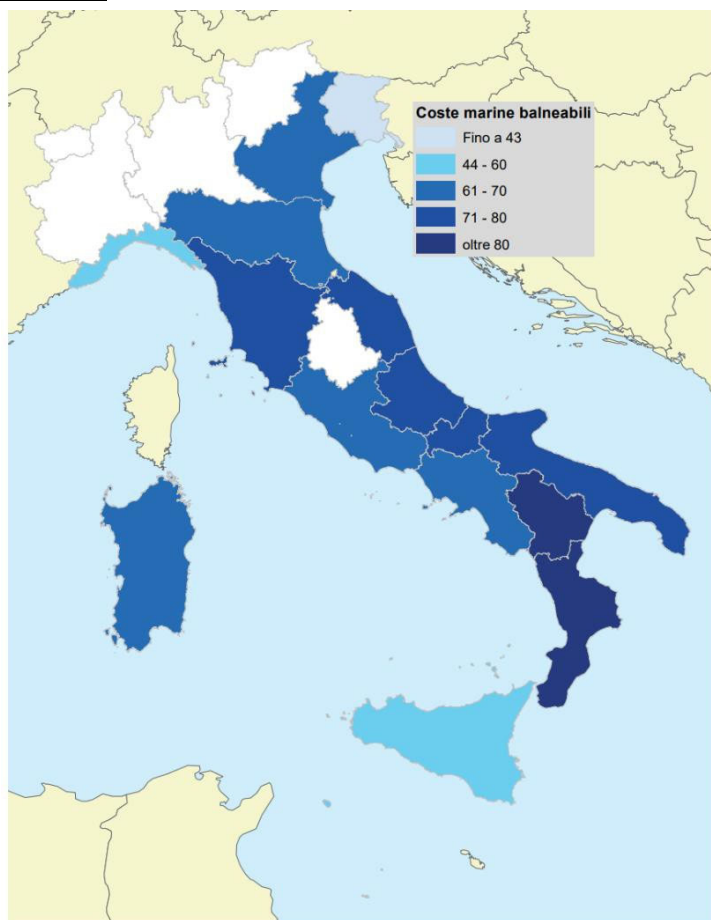 Coste marine balneabili
Fino a 43
44 - 60
61 - 70
71 - 80
oltre 80